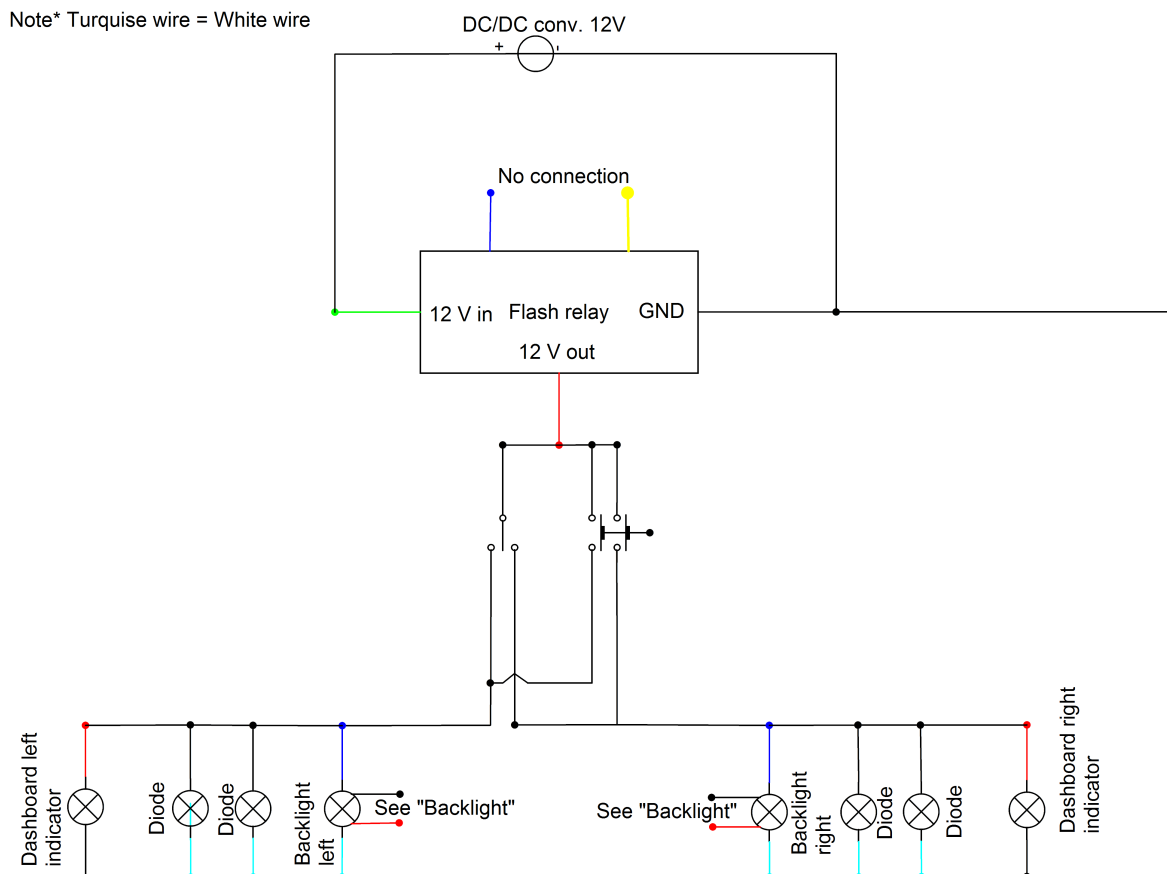 Note* Turquise wire = White wire
DC/DC conv. 12V
+ -
No connection
12 V in Flash relay GND
12 V out
Dashboard left
indicator
Diode
Diode
Backlight
left
See "Backlight"
See "Backlight"
Backlight
right
Diode
Diode
Dashboard right
indicator